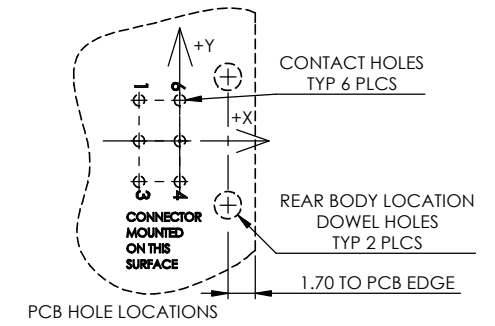 +Y
CONTACT HOLES
TYP 6 PLCS
1
6
+X
3
4
REAR BODY LOCATION
DOWEL HOLES
TYP 2 PLCS
CONNECTOR
MOUNTED
ON THIS
SURFACE
1.70 TO PCB EDGE
PCB HOLE LOCATIONS